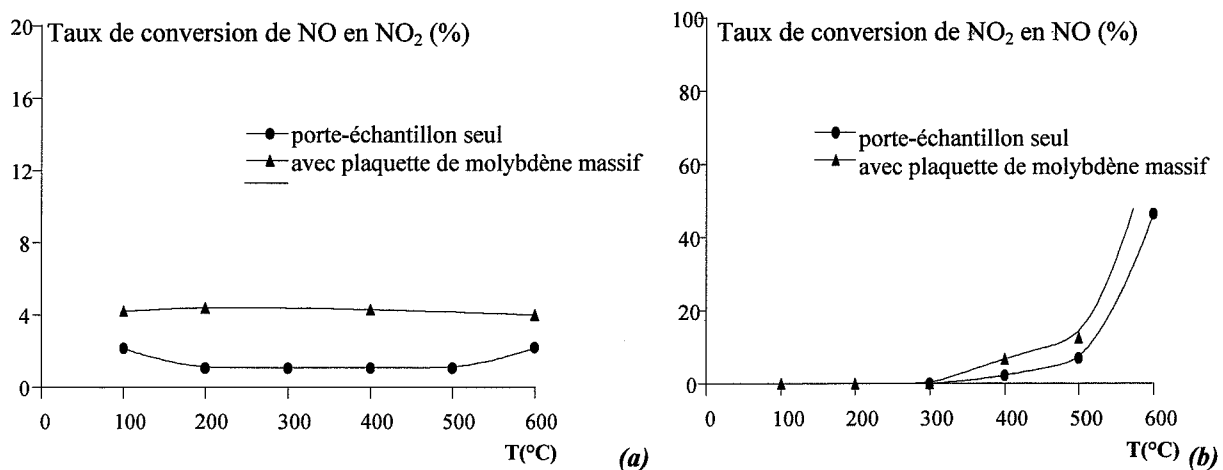 Taux de conversion de NO en NO₂ (%)
20
16
12
8
4
0
porte-échantillon seul
avec plaquette de molybdène massif
0 100 200 300 400 500 600
T(°C)
(a)
Taux de conversion de NO₂ en NO (%)
100
80
60
40
20
0
porte-échantillon seul
avec plaquette de molybdène massif
0 100 200 300 400 500 600
T(°C)
(b)